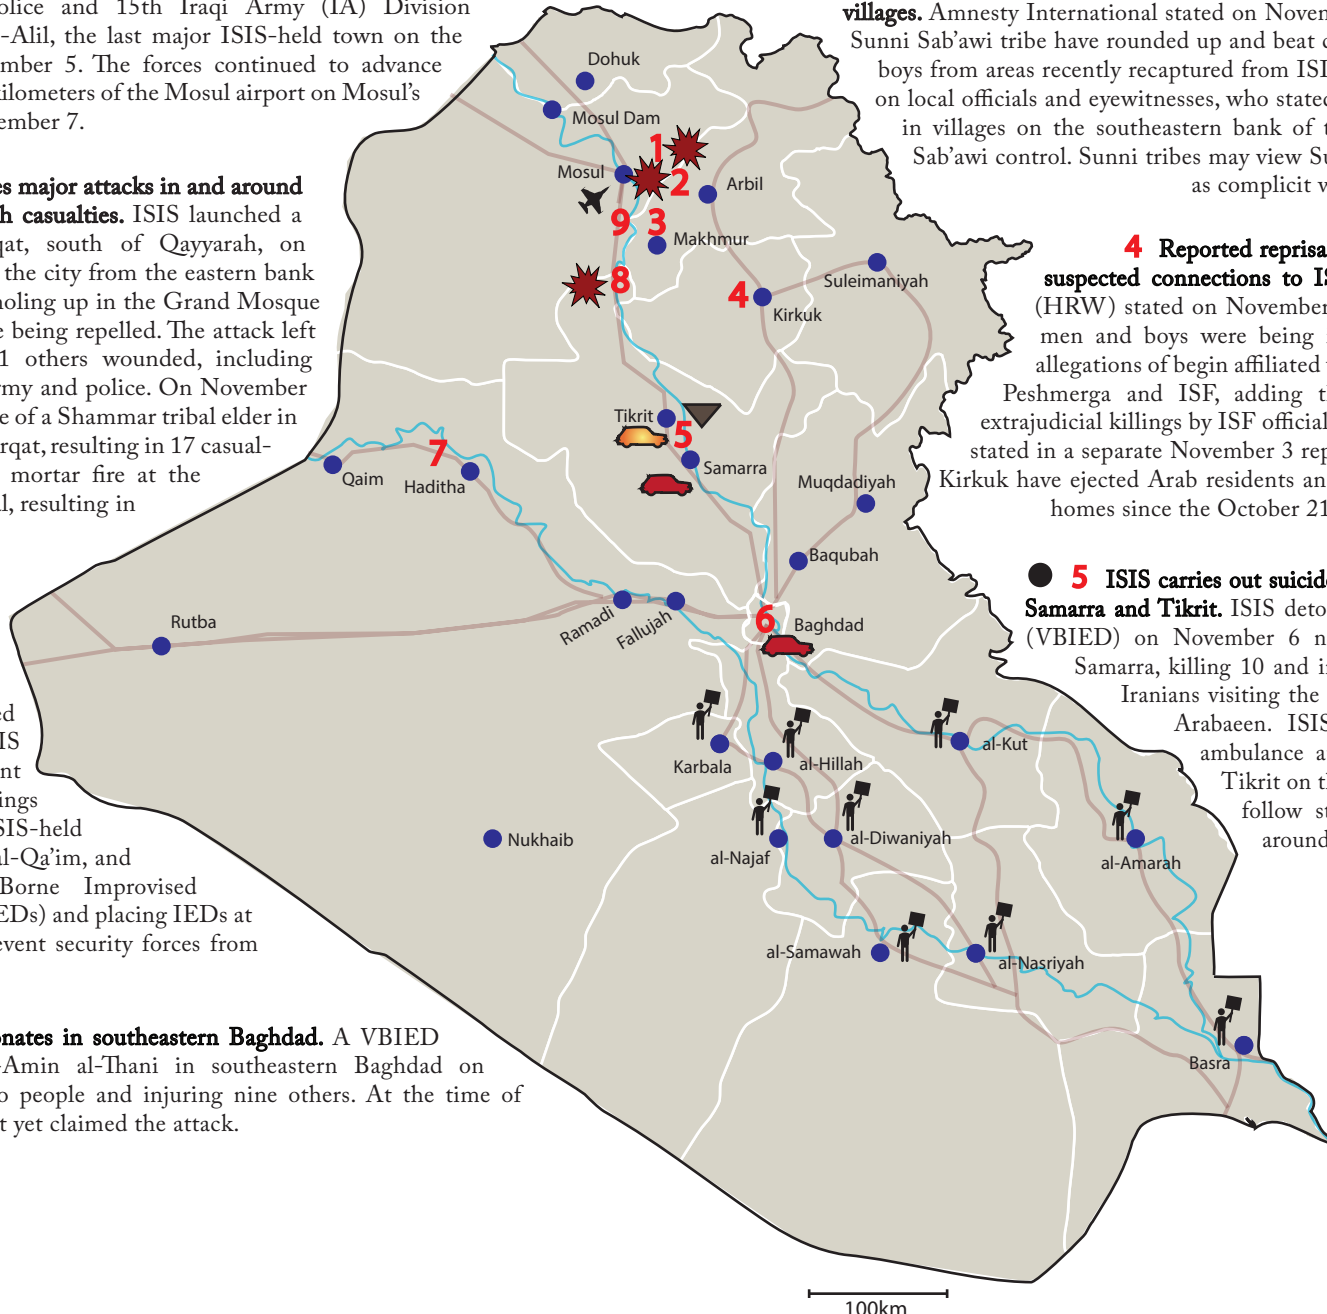 olice and 15th Iraqi Army (IA) Division
-Alil, the last major ISIS-held town on the
mber 5. The forces continued to advance
kilometers of the Mosul airport on Mosul’s
ember 7.
es major attacks in and around
h casualties. ISIS launched a
qat, south of Qayyarah, on
the city from the eastern bank
holing up in the Grand Mosque
e being repelled. The attack left
1 others wounded, including
rmy and police. On November
e of a Shammar tribal elder in
rqat, resulting in 17 casual-
mortar fire at the
l, resulting in
ed
IS
nt
ings
SIS-held
al-Qa’im, and
Borne Improvised
EDs) and placing IEDs at
event security forces from
onates in southeastern Baghdad. A VBIED
-Amin al-Thani in southeastern Baghdad on
o people and injuring nine others. At the time of
t yet claimed the attack.
villages. Amnesty International stated on Novem
Sunni Sab’awi tribe have rounded up and beat
boys from areas recently recaptured from ISI
on local officials and eyewitnesses, who stated
in villages on the southeastern bank of t
Sab’awi control. Sunni tribes may view Su
as complicit
4 Reported reprisa
suspected connections to IS
(HRW) stated on November
men and boys were being
allegations of begin affiliated
Peshmerga and ISF, adding th
extrajudicial killings by ISF official
stated in a separate November 3 rep
Kirkuk have ejected Arab residents an
homes since the October 21
5 ISIS carries out suicide
Samarra and Tikrit. ISIS deto
(VBIED) on November 6 n
Samarra, killing 10 and i
Iranians visiting the
Arabaeen. ISIS
ambulance a
Tikrit on t
follow st
around
Dohuk
Mosul Dam
1
Mosul
2
Arbil
9
3
Makhmur
8
4
Suleimaniyah
Kirkuk
Tikrit
5
Samarra
7
Qaim
Haditha
Muqdadiyah
Baqubah
Ramadi
Fallujah
6
Baghdad
Rutba
Karbala
al-Hillah
al-Kut
Nukhaib
al-Najaf
al-Diwaniyah
al-Amarah
al-Samawah
al-Nasriyah
Basra
100km